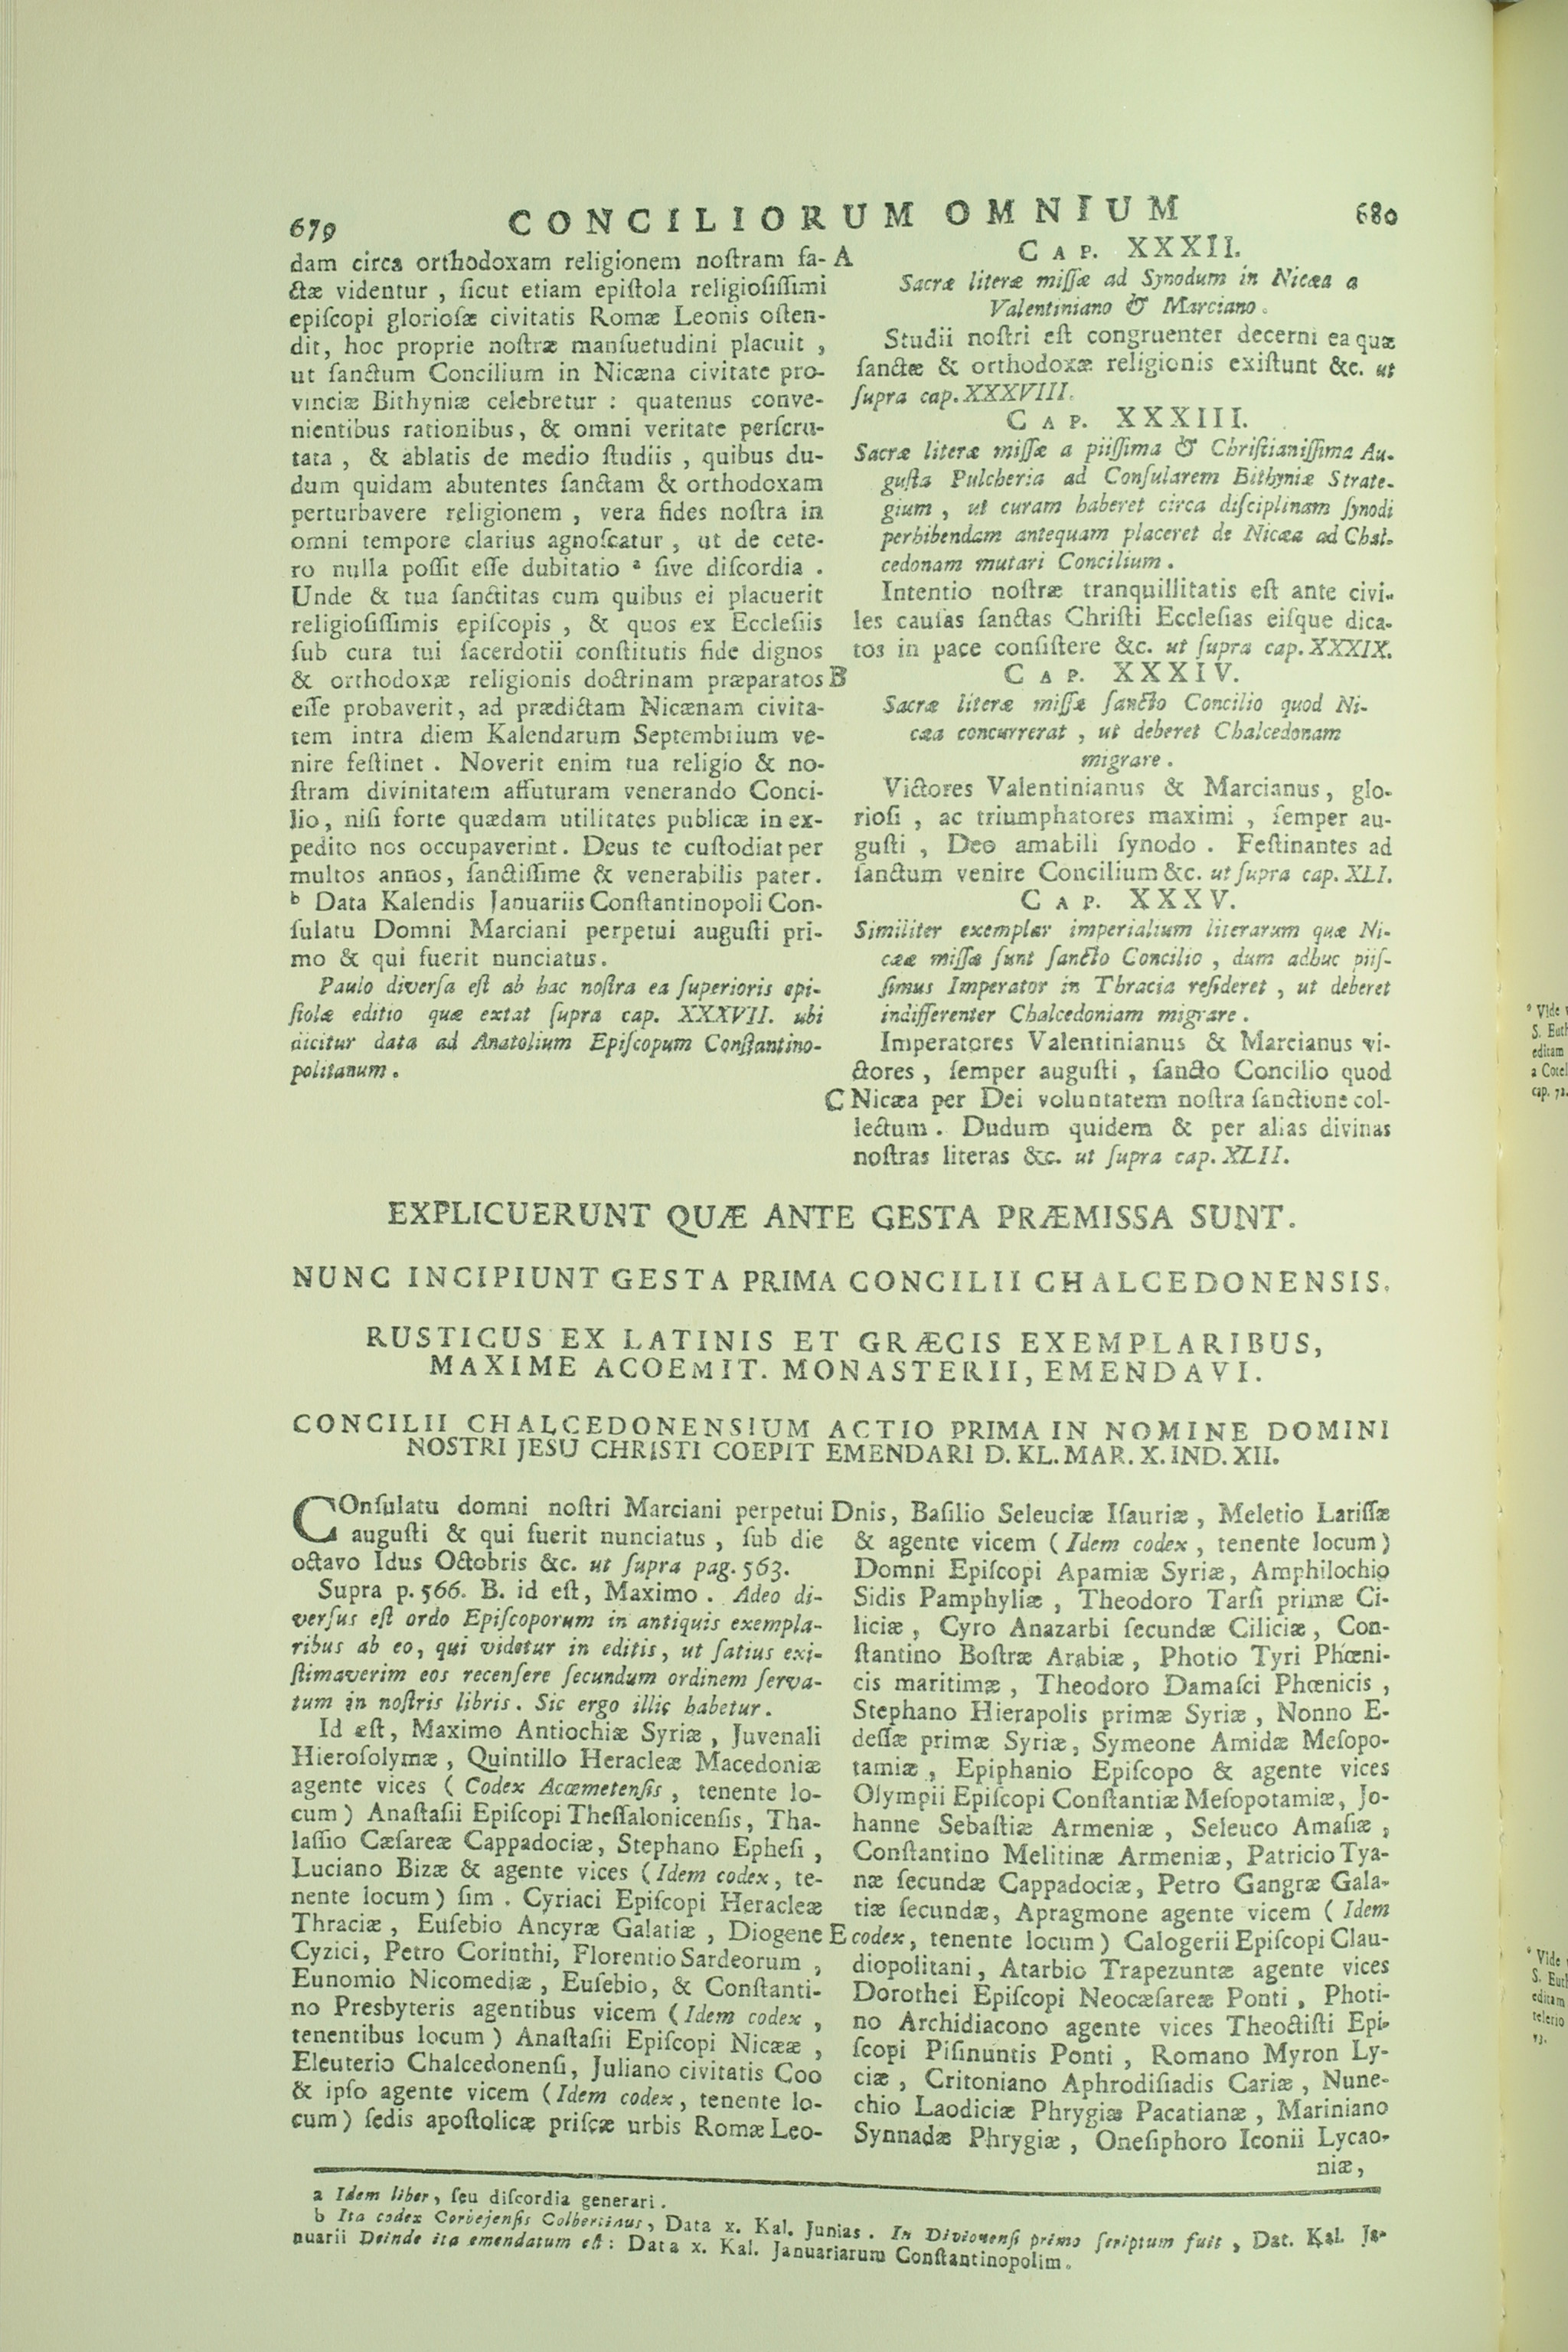 679
CONCILIORUM OMNIUM
680
dam circa orthodoxam religionem noſtram fa- A
ctæ videntur , ſicut etiam epiſtola religioſiſſimi
epiſcopi glorioſæ civitatis Romæ Leonis oſten-
dit, hoc proprie noſtræ manſuetudini placuit ,
ut ſanctum Concilium in Nicæna civitate pro-
vinciæ Bithyniæ celebretur : quatenus conve-
nientibus rationibus, & omni veritate perſcru-
tata , & ablatis de medio ſtudiis , quibus du-
dum quidam abutentes ſanctam & orthodoxam
perturbavere religionem , vera fides noſtra in
omni tempore clarius agnoſcatur , ut de cete-
ro nulla poſſit eſſe dubitatio a ſive diſcordia .
Unde & tua ſanctitas cum quibus ei placuerit
religioſiſſimis epiſcopis , & quos ex Eccleſiis
ſub cura tui ſacerdotii conſtitutis fide dignos
& orthodoxæ religionis doctrinam præparatos B
eſſe probaverit, ad prædictam Nicænam civita-
tem intra diem Kalendarum Septembrium ve-
nire feſtinet . Noverit enim tua religio & no-
ſtram divinitatem affuturam venerando Conci-
lio, niſi forte quædam utilitates publicæ in ex-
pedito nos occupaverint. Deus te cuſtodiat per
multos annos, ſanctiſſime & venerabilis pater.
b Data Kalendis Januariis Conſtantinopoli Con-
ſulatu Domni Marciani perpetui auguſti pri-
mo & qui fuerit nunciatus.
Paulo diverſa eſt ab hac noſtra ea ſuperioris epi-
ſtolæ editio quæ extat ſupra cap. XXXVII. ubi
dicitur data ad Anatolium Epiſcopum Conſtantino-
politanum .
CAP. XXXII.
Sacræ literæ miſſæ ad Synodum in Nicæa a
Valentiniano & Marciano .
Studii noſtri eſt congruenter decerni ea quæ
ſanctæ & orthodoxæ religionis exiſtunt &c. ut
ſupra cap. XXXVIII.
CAP. XXXIII.
Sacræ literæ miſſæ a piiſſima & Chriſtianiſſima Au-
guſta Pulcheria ad Conſularem Bithyniæ Strate-
gium , ut curam haberet circa diſciplinam ſynodi
perhibendam antequam placeret de Nicæa ad Chal-
cedonam mutari Concilium .
Intentio noſtræ tranquillitatis eſt ante civi-
les cauſas ſanctas Chriſti Eccleſias eiſque dica-
tos in pace conſiſtere &c. ut ſupra cap. XXXIX.
CAP. XXXIV.
Sacræ literæ miſſæ ſancto Concilio quod Ni-
cæa concurrerat , ut deberet Chalcedonam
migrare .
Victores Valentinianus & Marcianus, glo-
rioſi , ac triumphatores maximi , ſemper au-
guſti , Deo amabili ſynodo . Feſtinantes ad
ſanctum venire Concilium &c. ut ſupra cap. XLI.
CAP. XXXV.
Similiter exemplar imperialium literarum quæ Ni-
cææ miſſæ ſunt ſancto Concilio , dum adhuc piiſ-
ſimus Imperator in Thracia reſideret , ut deberet
indifferenter Chalcedoniam migrare .
Imperatores Valentinianus & Marcianus vi-
ctores , ſemper auguſti , ſancto Concilio quod
C Nicæa per Dei voluntatem noſtra ſanctione col-
lectum . Dudum quidem & per alias divinas
noſtras literas &c. ut ſupra cap. XLII.
EXPLICUERUNT QUÆ ANTE GESTA PRÆMISSA SUNT.
NUNC INCIPIUNT GESTA PRIMA CONCILII CHALCEDONENSIS.
RUSTICUS EX LATINIS ET GRÆCIS EXEMPLARIBUS,
MAXIME ACOEMIT. MONASTERII, EMENDAVI.
CONCILII CHALCEDONENSIUM ACTIO PRIMA IN NOMINE DOMINI
NOSTRI JESU CHRISTI COEPIT EMENDARI D. KL. MAR. X. IND. XII.
COnſulatu domni noſtri Marciani perpetui D
auguſti & qui fuerit nunciatus , ſub die
octavo Idus Octobris &c. ut ſupra pag. 563.
Supra p. 566. B. id eſt, Maximo . Adeo di-
verſus eſt ordo Epiſcoporum in antiquis exempla-
ribus ab eo, qui videtur in editis, ut ſatius exi-
ſtimaverim eos recenſere ſecundum ordinem ſerva-
tum in noſtris libris . Sic ergo illic habetur .
Id eſt, Maximo Antiochiæ Syriæ , Juvenali
Hieroſolymæ , Quintillo Heracleæ Macedoniæ
agente vices ( Codex Acœmetenſis , tenente lo-
cum ) Anaſtaſii Epiſcopi Theſſalonicenſis, Tha-
laſſio Cæſareæ Cappadociæ, Stephano Epheſi ,
Luciano Bizæ & agente vices (Idem codex, te-
nente locum ) ſim . Cyriaci Epiſcopi Heracleæ
Thraciæ , Euſebio Ancyræ Galatiæ , Diogene E
Cyzici, Petro Corinthi, Florentio Sardeorum ,
Eunomio Nicomediæ , Euſebio, & Conſtanti-
no Presbyteris agentibus vicem (Idem codex ,
tenentibus locum ) Anaſtaſii Epiſcopi Nicææ ,
Eleuterio Chalcedonenſi, Juliano civitatis Coo
& ipſo agente vicem (Idem codex, tenente lo-
cum ) ſedis apoſtolicæ priſcæ urbis Romæ Leo-
nis, Baſilio Seleuciæ Iſauriæ , Meletio Lariſſæ
& agente vicem ( Idem codex , tenente locum )
Domni Epiſcopi Apamiæ Syriæ, Amphilochio
Sidis Pamphyliæ , Theodoro Tarſi primæ Ci-
liciæ , Cyro Anazarbi ſecundæ Ciliciæ , Con-
ſtantino Boſtræ Arabiæ , Photio Tyri Phœni-
cis maritimæ , Theodoro Damaſci Phœnicis ,
Stephano Hierapolis primæ Syriæ , Nonno E-
deſſæ primæ Syriæ, Symeone Amidæ Meſopo-
tamiæ , Epiphanio Epiſcopo & agente vices
Olympii Epiſcopi Conſtantiæ Meſopotamiæ, Jo-
hanne Sebaſtiæ Armeniæ , Seleuco Amaſiæ ,
Conſtantino Melitinæ Armeniæ, Patricio Tya-
næ ſecundæ Cappadociæ, Petro Gangræ Gala-
tiæ ſecundæ, Apragmone agente vicem ( Idem
codex, tenente locum ) Calogerii Epiſcopi Clau-
diopolitani , Atarbio Trapezuntæ agente vices
Dorothei Epiſcopi Neocæſareæ Ponti , Photi-
no Archidiacono agente vices Theoctiſti Epi-
ſcopi Piſinuntis Ponti , Romano Myron Ly-
ciæ , Critoniano Aphrodiſiadis Cariæ , Nune-
chio Laodiciæ Phrygiæ Pacatianæ , Mariniano
Synnadæ Phrygiæ , Oneſiphoro Iconii Lycao-
niæ,
a Idem liber, ſeu diſcordia generari .
b Ita codex Corbejenſis Colbertinus, Data x. Kal. Junias . In Divionenſi primo ſcriptum fuit , Dat. Kal. Ja-
nuarii Deinde ita emendatum eſt : Data x. Kal. Januariarum Conſtantinopolim .
Vide
S. Eut
editam
a Cotel
cap. 72.
Vide
S. Eut
editam
telerio